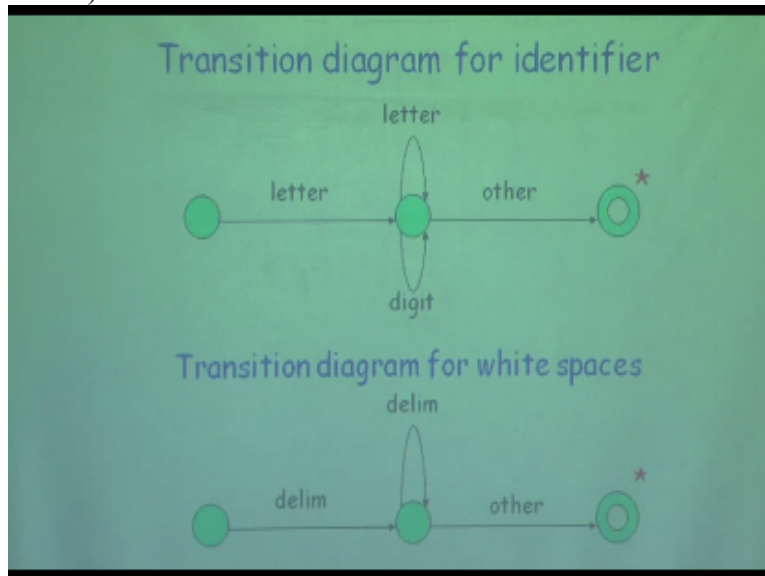 )
Transition diagram for identifier
letter
letter
other
*
digit
Transition diagram for white spaces
delim
delim
other
*